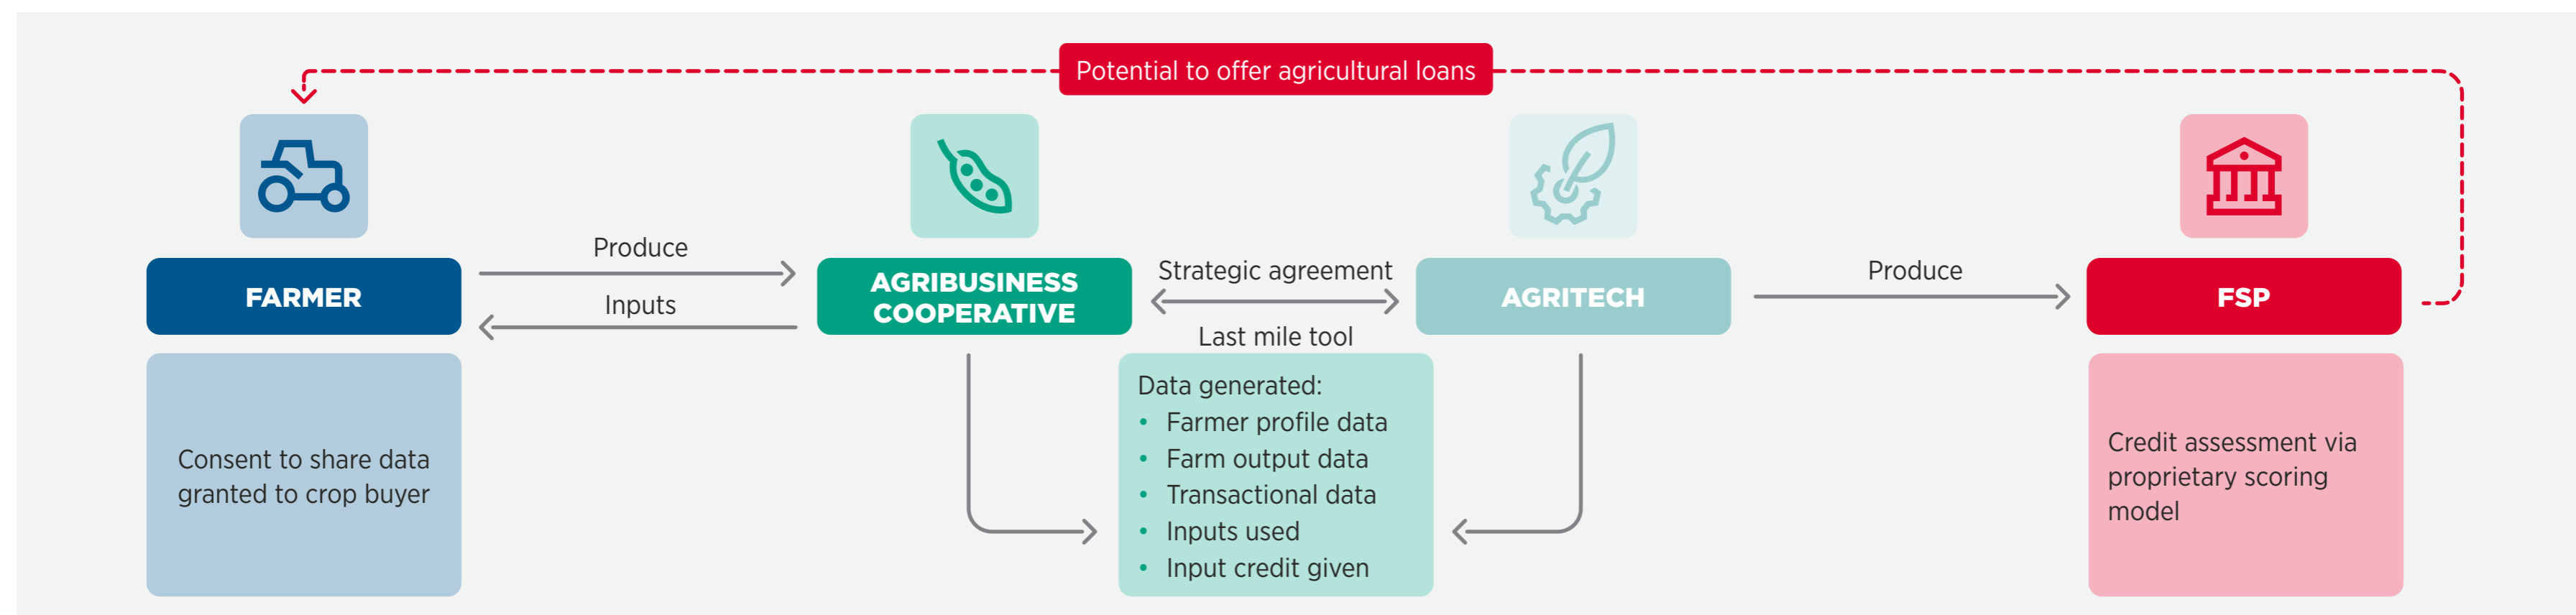 Potential to offer agricultural loans
Produce
Inputs
Strategic agreement
Last mile tool
Produce
FARMER
AGRIBUSINESS
COOPERATIVE
AGRITECH
FSP
Consent to share data
granted to crop buyer
Data generated:
• Farmer profile data
• Farm output data
• Transactional data
• Inputs used
• Input credit given
Credit assessment via
proprietary scoring
model